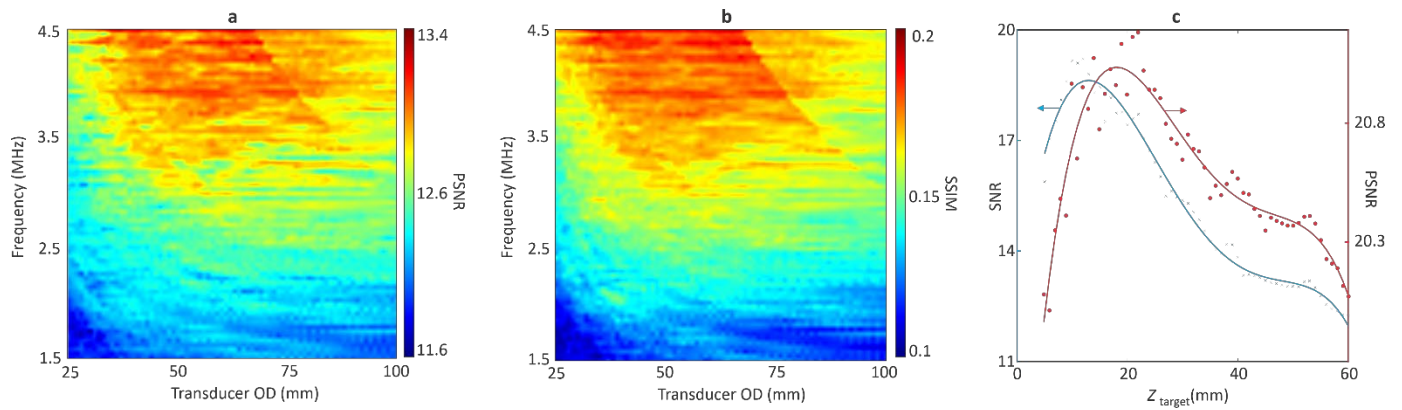 a
4.5
3.5
2.5
1.5
Frequency (MHz)
25
50
75
100
Transducer OD (mm)
13.4
12.6
11.6
PSNR
b
4.5
3.5
2.5
1.5
Frequency (MHz)
25
50
75
100
Transducer OD (mm)
0.2
0.15
0.1
SSIM
c
20
17
14
11
SNR
0
20
40
60
Z target(mm)
20.8
20.3
PSNR